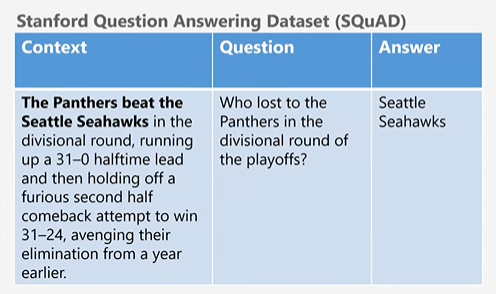 Stanford Question Answering Dataset (SQuAD)
Context
Question
Answer
The Panthers beat the
Seattle Seahawks in the
divisional round, running
up a 31–0 halftime lead
and then holding off a
furious second half
comeback attempt to win
31–24, avenging their
elimination from a year
earlier.
Who lost to the
Panthers in the
divisional round of
the playoffs?
Seattle
Seahawks